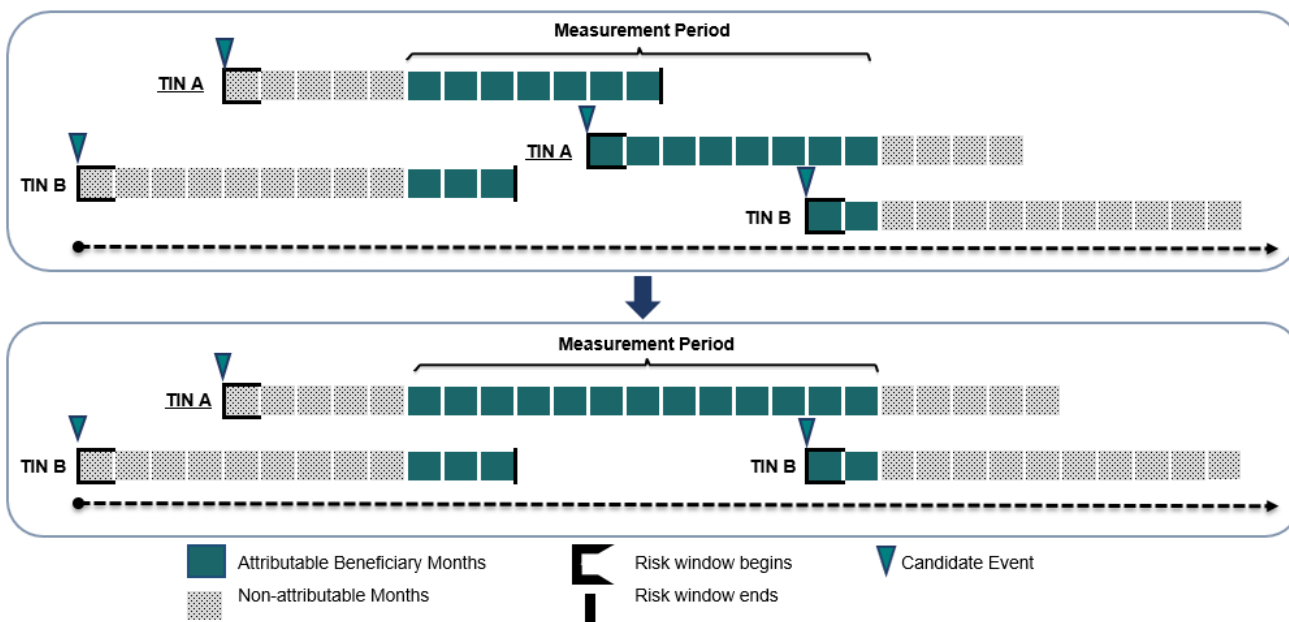 Measurement Period
TIN A
TIN A
TIN B
TIN B
Measurement Period
TIN A
TIN B
TIN B
Attributable Beneficiary Months
Risk window begins
Candidate Event
Non-attributable Months
Risk window ends